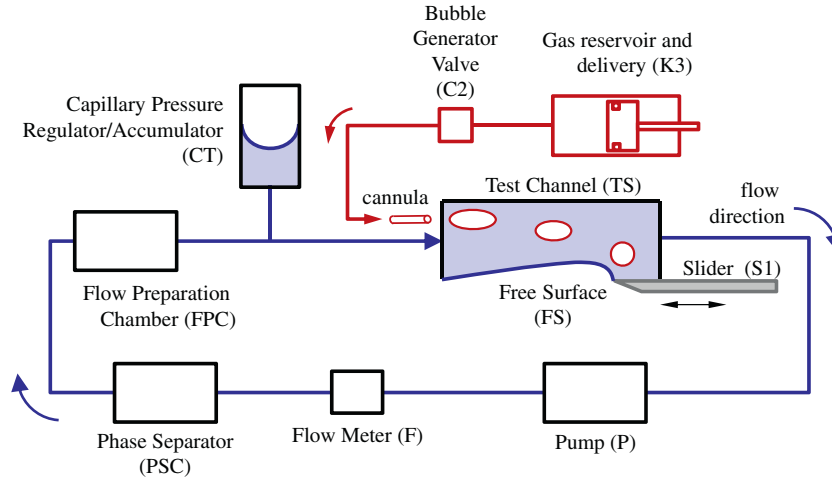 Bubble
Generator
Valve
(C2)
Gas reservoir and
delivery (K3)
Capillary Pressure
Regulator/Accumulator
(CT)
cannula
Test Channel (TS)
flow
direction
Flow Preparation
Chamber (FPC)
Free Surface
(FS)
Slider (S1)
Phase Separator
(PSC)
Flow Meter (F)
Pump (P)